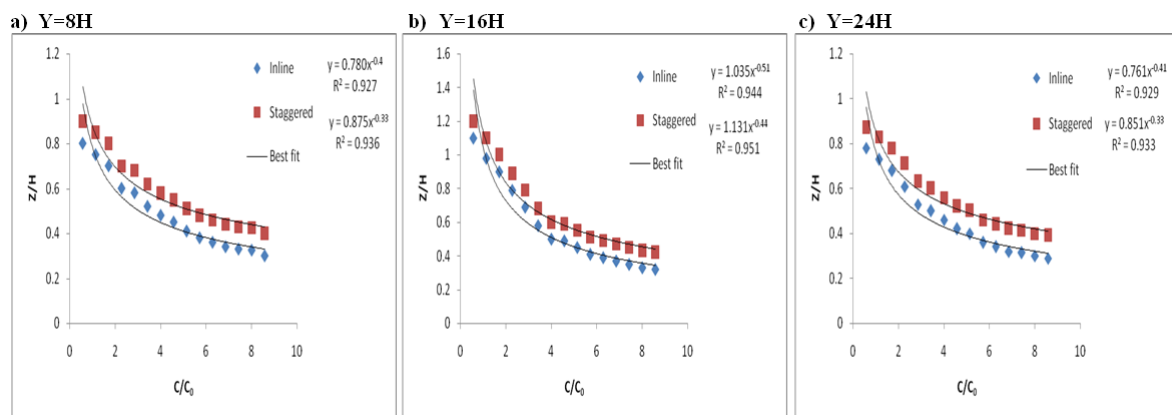 a) Y=8H
1.2
1
0.8
0.6
0.4
0.2
0
0 2 4 6 8 10
z/H
C/C₀
Inline
Staggered
Best fit
y = 0.780x^-0.4
R² = 0.927
y = 0.875x^-0.33
R² = 0.936
b) Y=16H
1.6
1.4
1.2
1
0.8
0.6
0.4
0.2
0
0 2 4 6 8 10
z/H
C/C₀
Inline
Staggered
Best fit
y = 1.035x^-0.51
R² = 0.944
y = 1.131x^-0.44
R² = 0.951
c) Y=24H
1.2
1
0.8
0.6
0.4
0.2
0
0 2 4 6 8 10
z/H
C/C₀
Inline
Staggered
Best fit
y = 0.761x^-0.41
R² = 0.929
y = 0.851x^-0.33
R² = 0.933